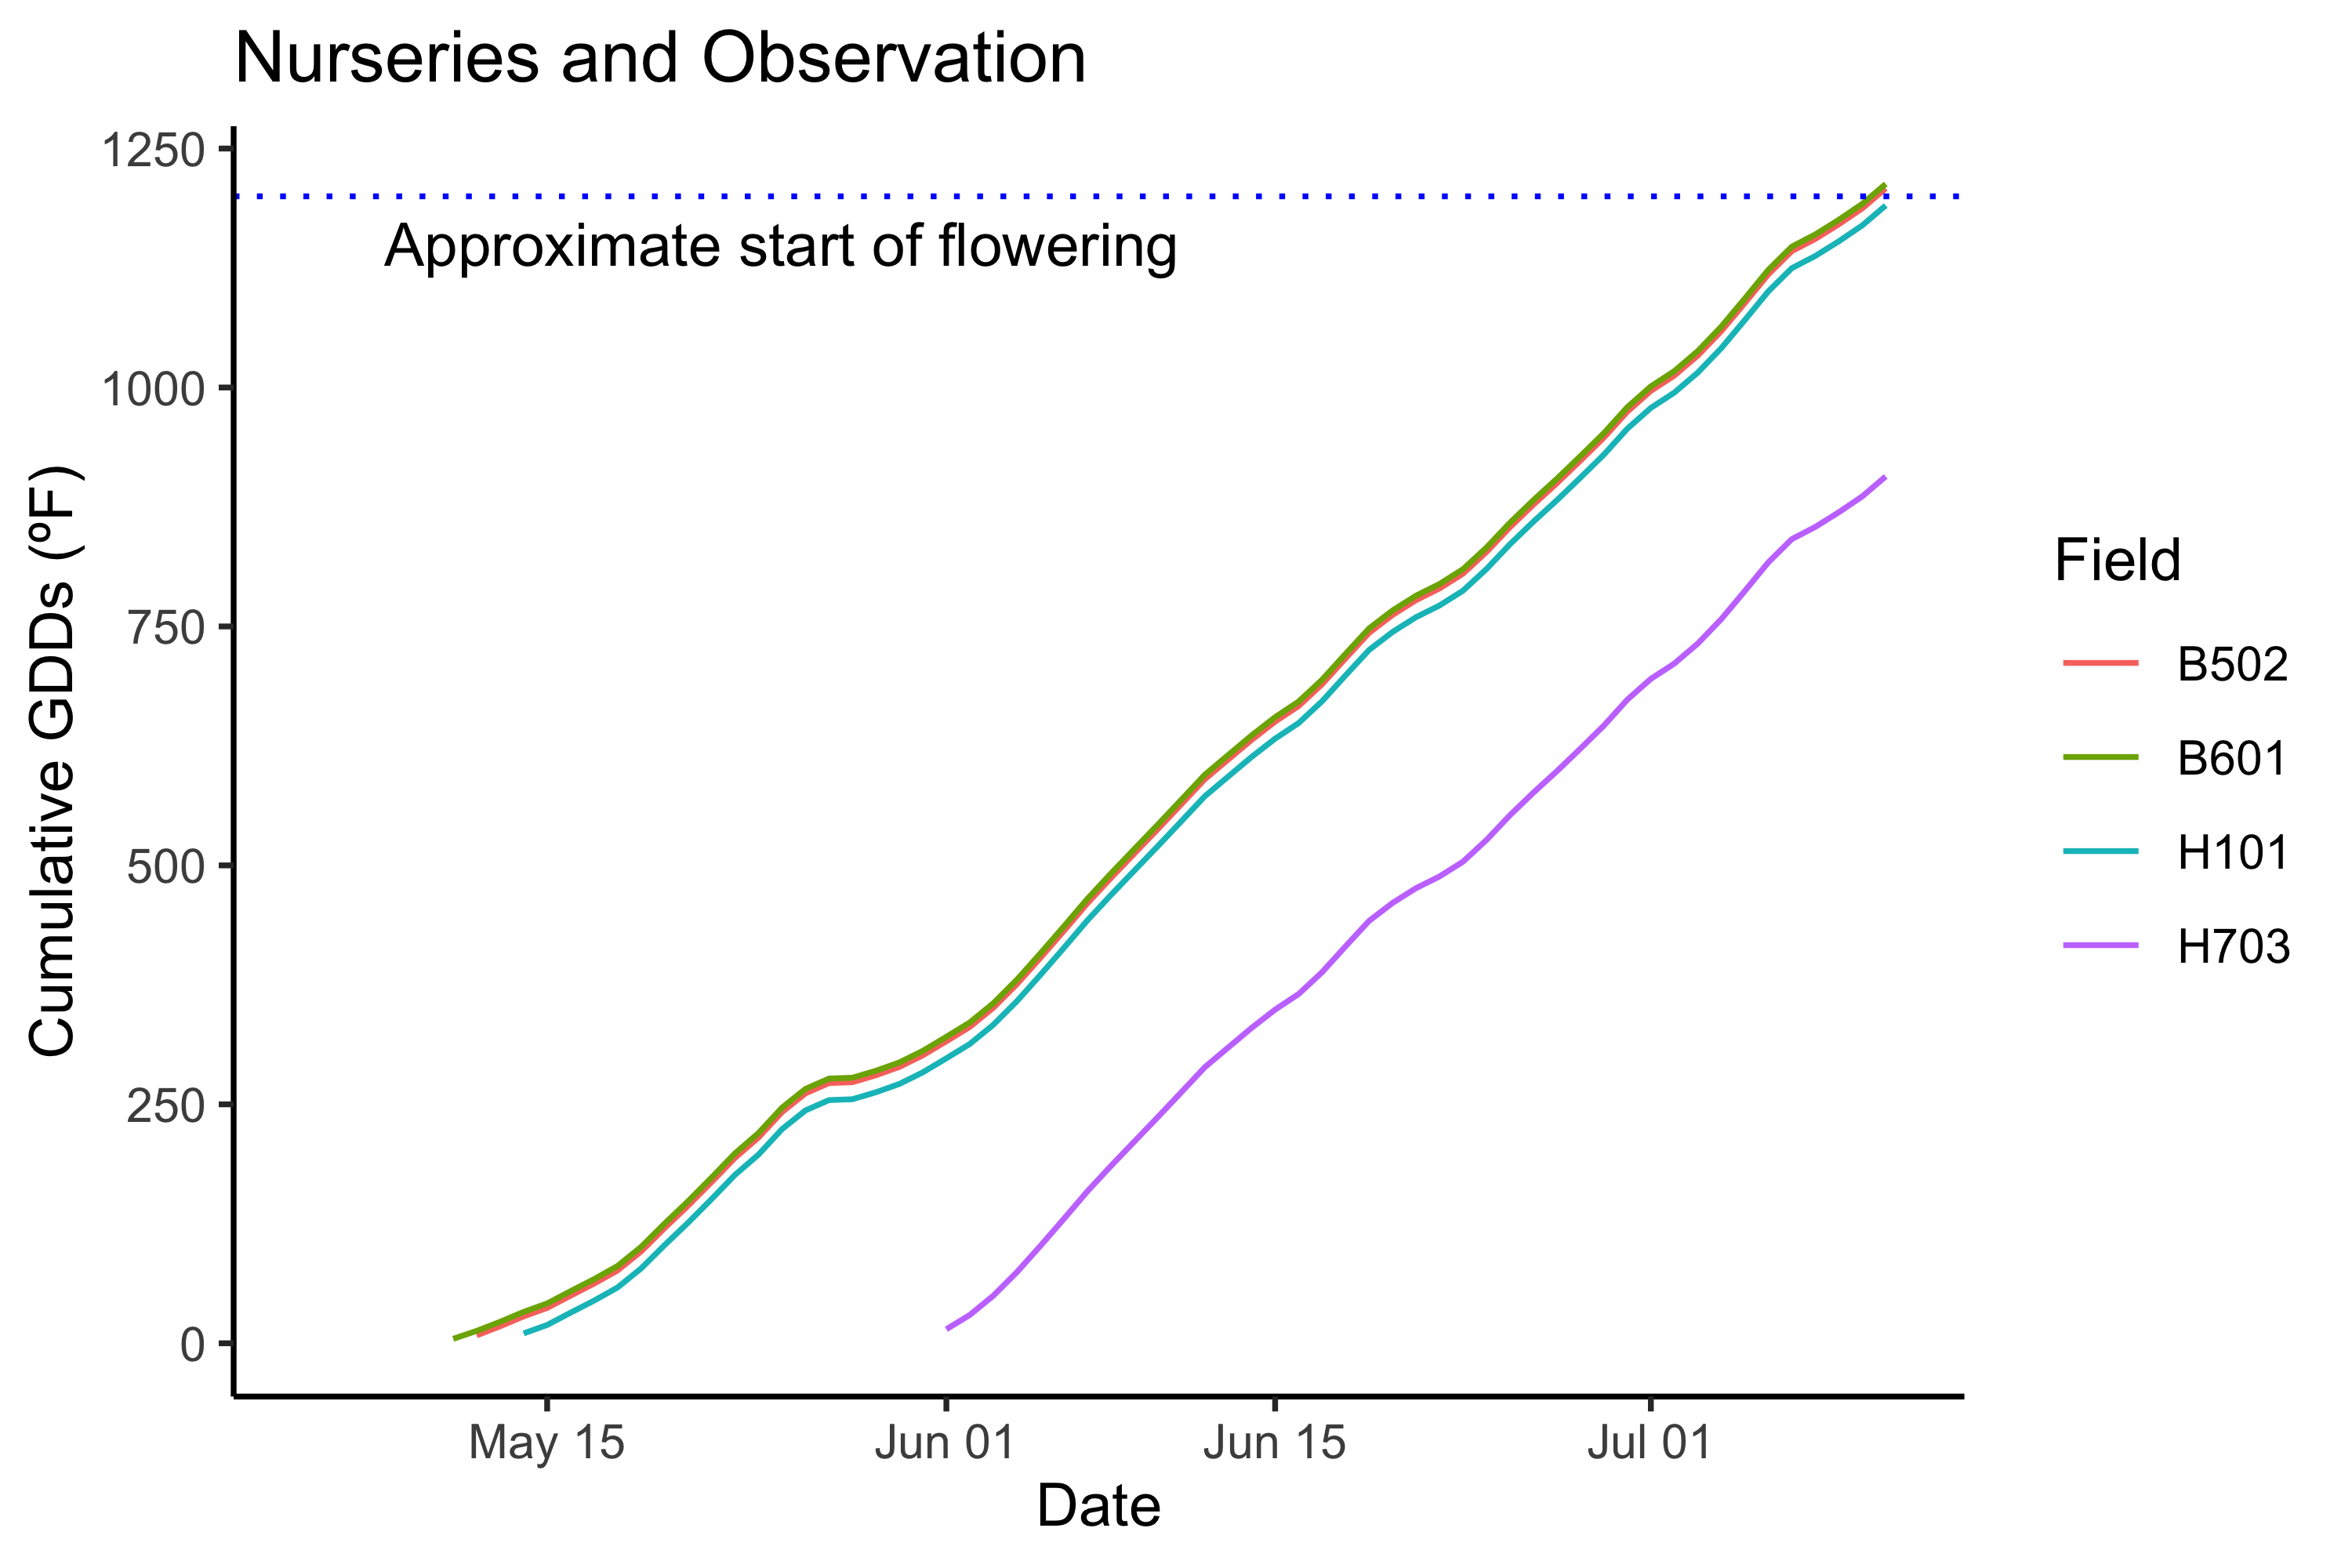 Nurseries and Observation
1250
Approximate start of flowering
1000
750
500
250
0
Cumulative GDDs (ºF)
May 15
Jun 01
Jun 15
Jul 01
Date
Field
B502
B601
H101
H703